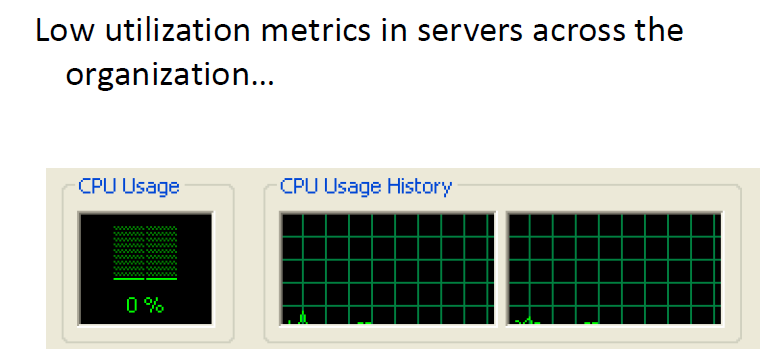 Low utilization metrics in servers across the
organization...
CPU Usage
CPU Usage History
0 %